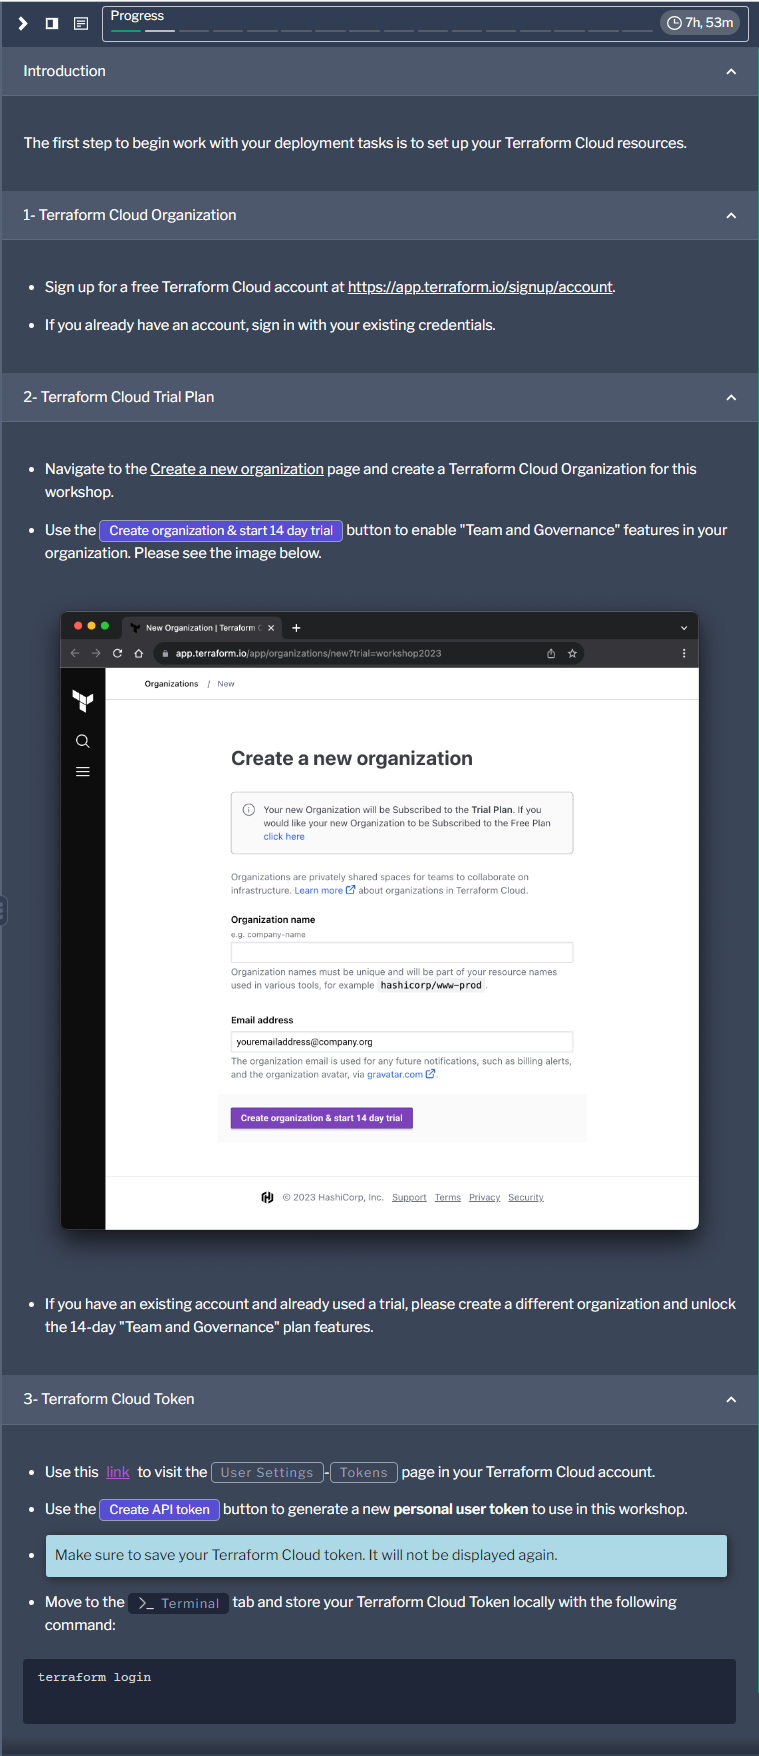 Progress
7h, 53m
Introduction
The first step to begin work with your deployment tasks is to set up your Terraform Cloud resources.
1- Terraform Cloud Organization
Sign up for a free Terraform Cloud account at https://app.terraform.io/signup/account.
If you already have an account, sign in with your existing credentials.
2- Terraform Cloud Trial Plan
Navigate to the Create a new organization page and create a Terraform Cloud Organization for this
workshop.
Use the Create organization & start 14 day trial button to enable "Team and Governance" features in your
organization. Please see the image below.
New Organization | Terraform C
app.terraform.io/app/organizations/new?trial=workshop2023
Organizations / New
Create a new organization
Your new Organization will be Subscribed to the Trial Plan. If you
would like your new Organization to be Subscribed to the Free Plan
click here
Organizations are privately shared spaces for teams to collaborate on
infrastructure. Learn more about organizations in Terraform Cloud.
Organization name
e.g. company-name
Organization names must be unique and will be part of your resource names
used in various tools, for example hashicorp/www-prod.
Email address
youremailaddress@company.org
The organization email is used for any future notifications, such as billing alerts,
and the organization avatar, via gravatar.com.
Create organization & start 14 day trial
© 2023 HashiCorp, Inc. Support Terms Privacy Security
If you have an existing account and already used a trial, please create a different organization and unlock
the 14-day "Team and Governance" plan features.
3- Terraform Cloud Token
Use this link to visit the User Settings-Tokens page in your Terraform Cloud account.
Use the Create API token button to generate a new personal user token to use in this workshop.
Make sure to save your Terraform Cloud token. It will not be displayed again.
Move to the >_ Terminal tab and store your Terraform Cloud Token locally with the following
command:
terraform login